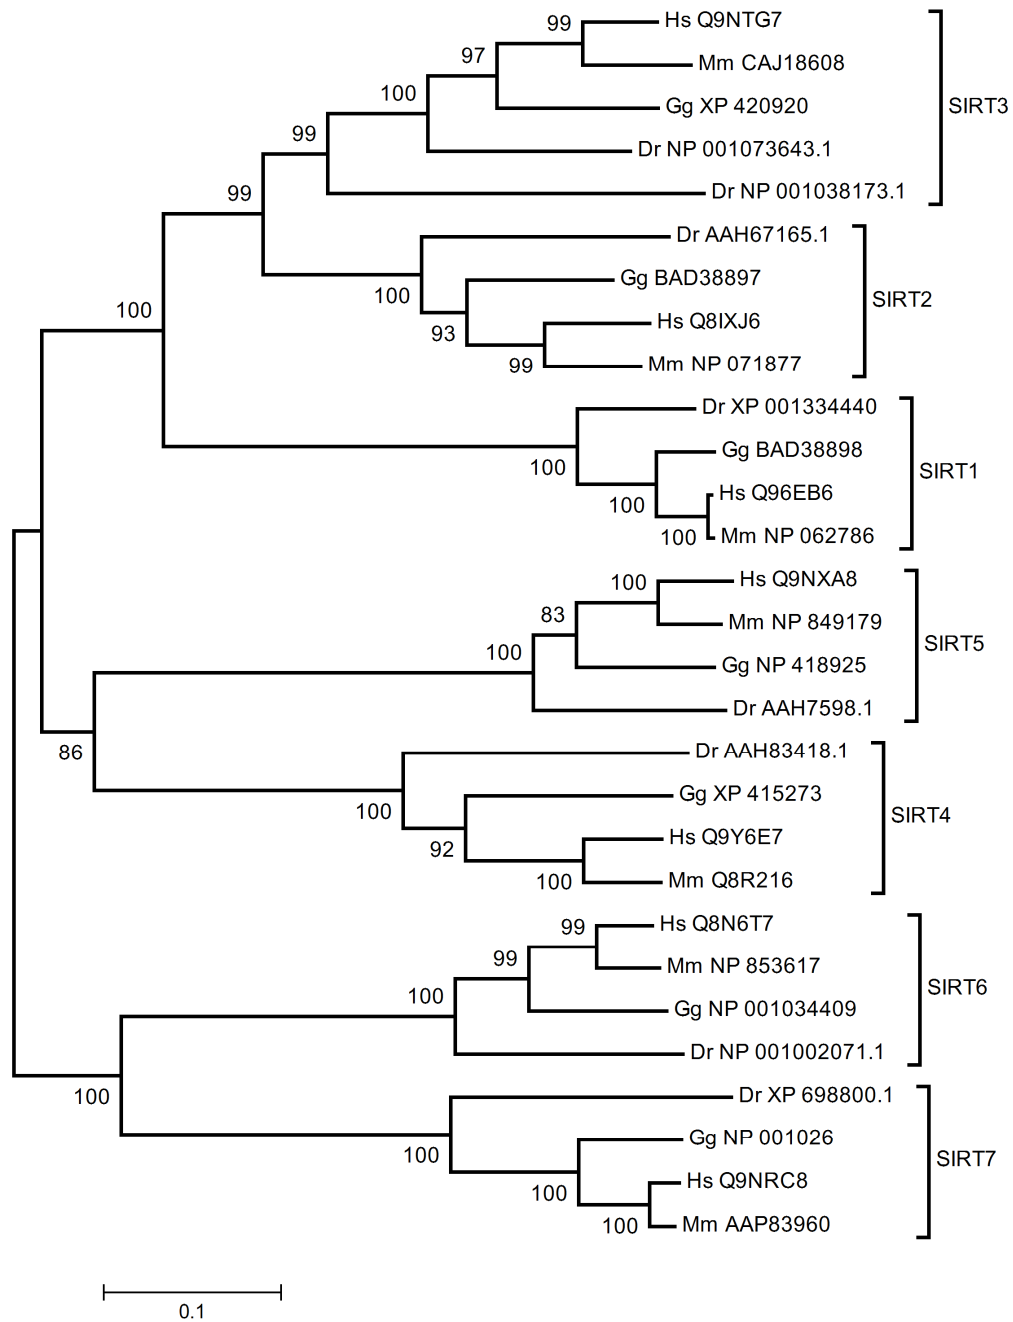 99
Hs Q9NTG7
97
Mm CAJ18608
100
Gg XP 420920
SIRT3
99
Dr NP 001073643.1
99
Dr NP 001038173.1
Dr AAH67165.1
Gg BAD38897
100
SIRT2
100
Hs Q8IXJ6
93
99
Mm NP 071877
Dr XP 001334440
Gg BAD38898
100
SIRT1
Hs Q96EB6
100
100
Mm NP 062786
100
Hs Q9NXA8
83
Mm NP 849179
100
SIRT5
Gg NP 418925
Dr AAH7598.1
86
Dr AAH83418.1
Gg XP 415273
100
SIRT4
Hs Q9Y6E7
92
100
Mm Q8R216
99
Hs Q8N6T7
99
Mm NP 853617
100
SIRT6
Gg NP 001034409
Dr NP 001002071.1
100
Dr XP 698800.1
Gg NP 001026
100
SIRT7
Hs Q9NRC8
100
100
Mm AAP83960
0.1